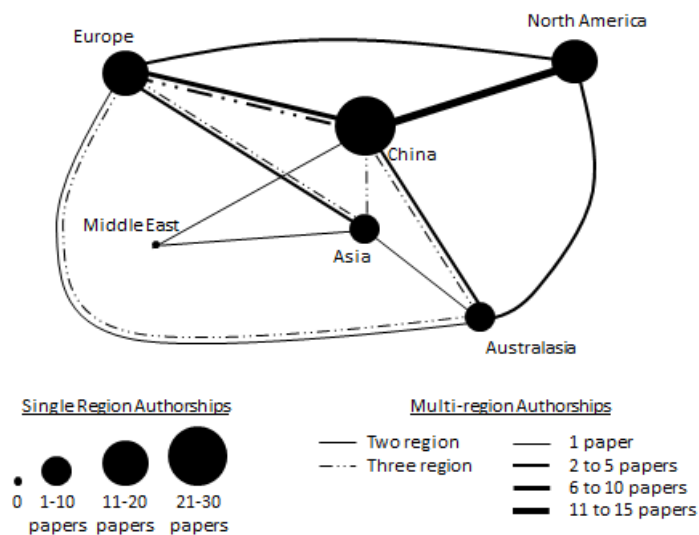 North America
Europe
China
Middle East
Asia
Australasia
Single Region Authorships
Multi-region Authorships
Two region
Three region
1 paper
2 to 5 papers
6 to 10 papers
11 to 15 papers
0
1-10
papers
11-20
papers
21-30
papers